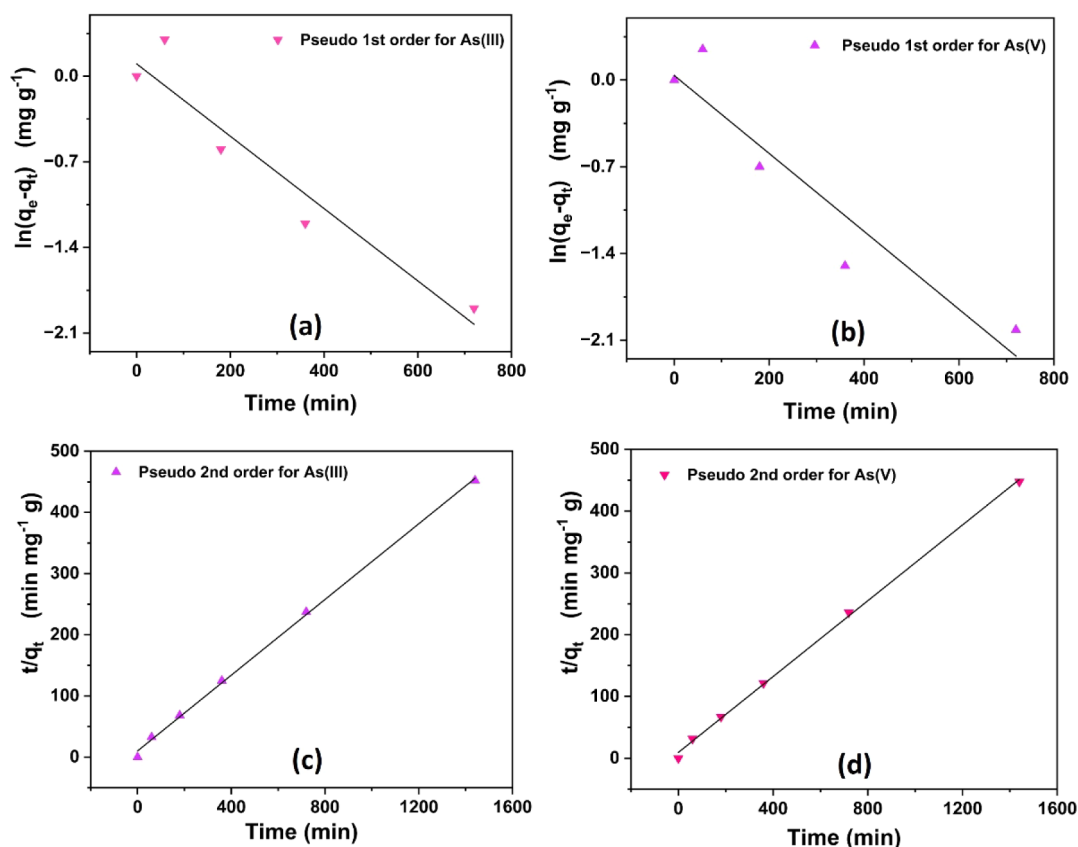 Pseudo 1st order for As(III)
ln(qₑ-qₜ) (mg g⁻¹)
0.0
−0.7
−1.4
−2.1
(a)
0 200 400 600 800
Time (min)
Pseudo 1st order for As(V)
ln(qₑ-qₜ) (mg g⁻¹)
0.0
−0.7
−1.4
−2.1
(b)
0 200 400 600 800
Time (min)
Pseudo 2nd order for As(III)
t/qₜ (min mg⁻¹ g)
500
400
300
200
100
0
(c)
0 400 800 1200 1600
Time (min)
Pseudo 2nd order for As(V)
t/qₜ (min mg⁻¹ g)
500
400
300
200
100
0
(d)
0 400 800 1200 1600
Time (min)